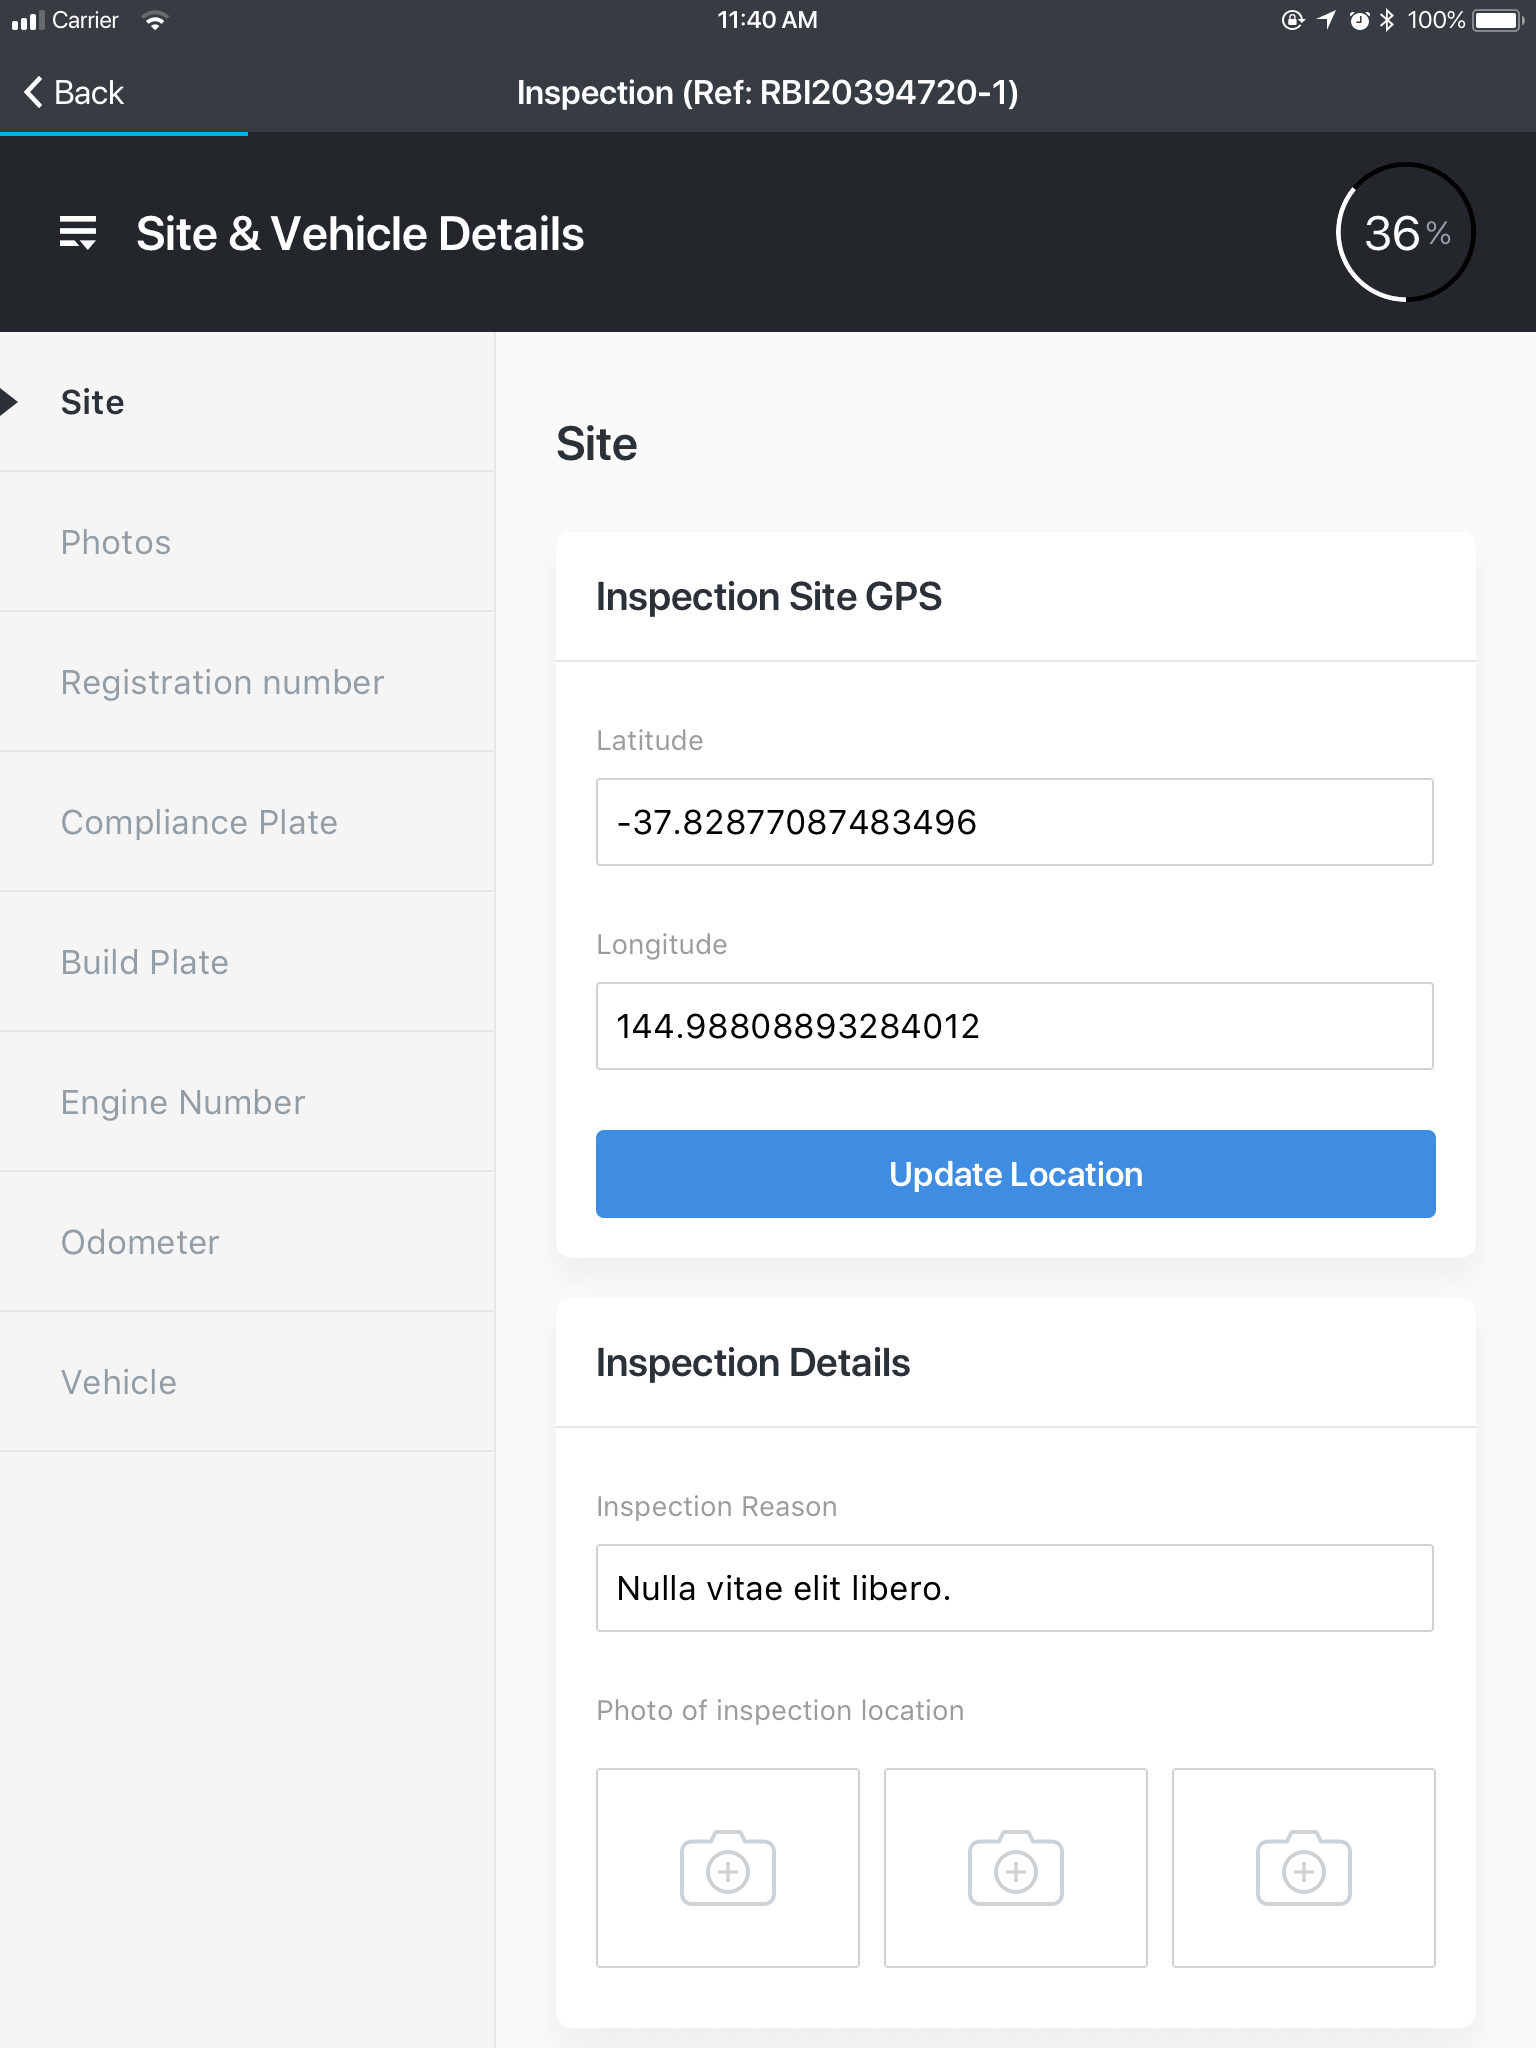 Carrier
11:40 AM
100%
Back
Inspection (Ref: RBI20394720-1)
Site & Vehicle Details
36%
Site
Photos
Registration number
Compliance Plate
Build Plate
Engine Number
Odometer
Vehicle
Site
Inspection Site GPS
Latitude
-37.82877087483496
Longitude
144.98808893284012
Update Location
Inspection Details
Inspection Reason
Nulla vitae elit libero.
Photo of inspection location